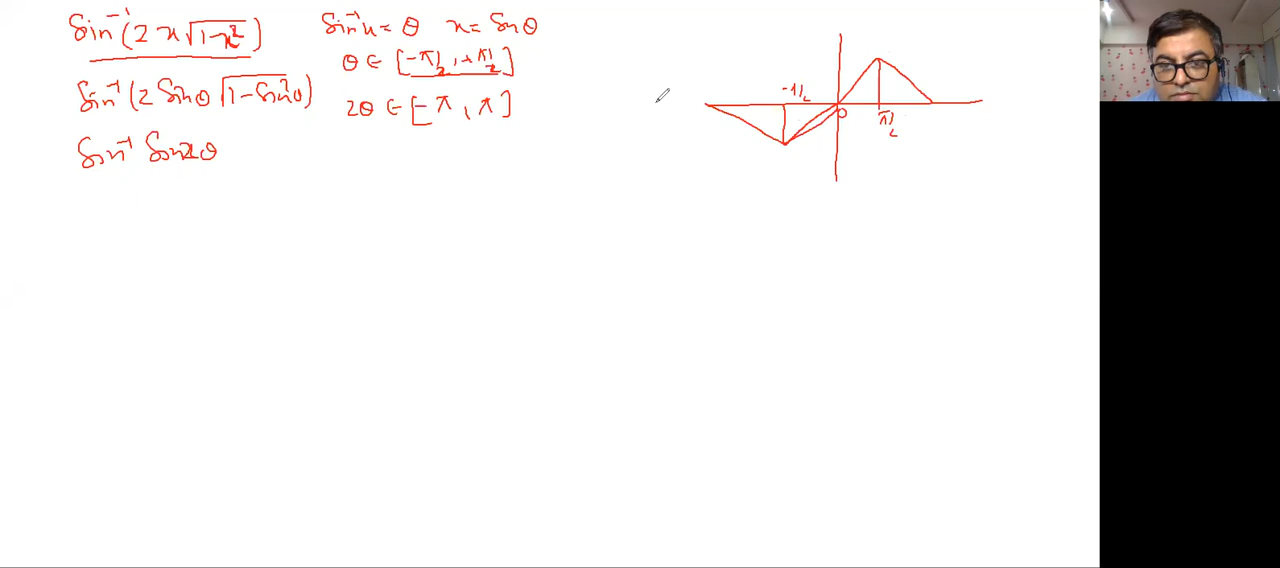 Sin⁻¹(2x√(1-x²))
Sin⁻¹(2 Sinθ √(1-Sin²θ))
Sin⁻¹ Sin2θ
Sin⁻¹x = θ x = Sinθ
θ ∈ [-π/2, +π/2]
2θ ∈ [-π, π]
-π/2
0
π/2